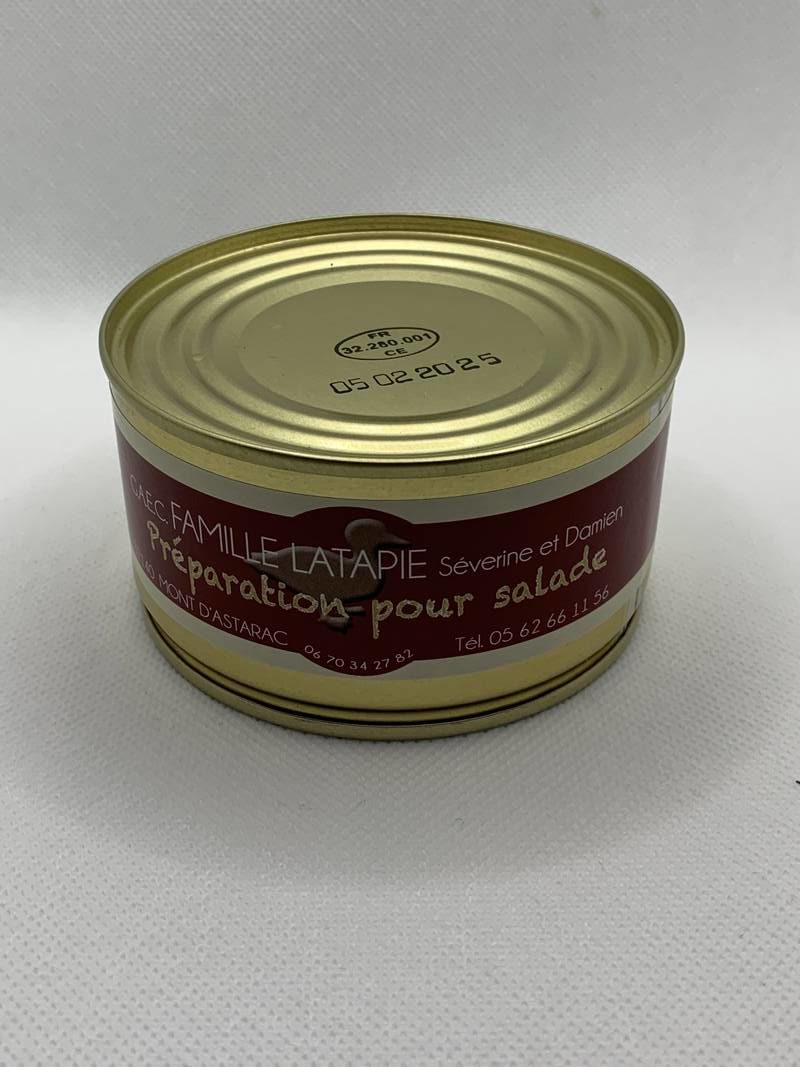 FR
32.280.001
CE
05 02 2025
G.A.E.C. FAMILLE LATAPIE Séverine et Damien
Préparation pour salade
MONT D'ASTARAC 06 70 34 27 82 Tél. 05 62 66 11 56